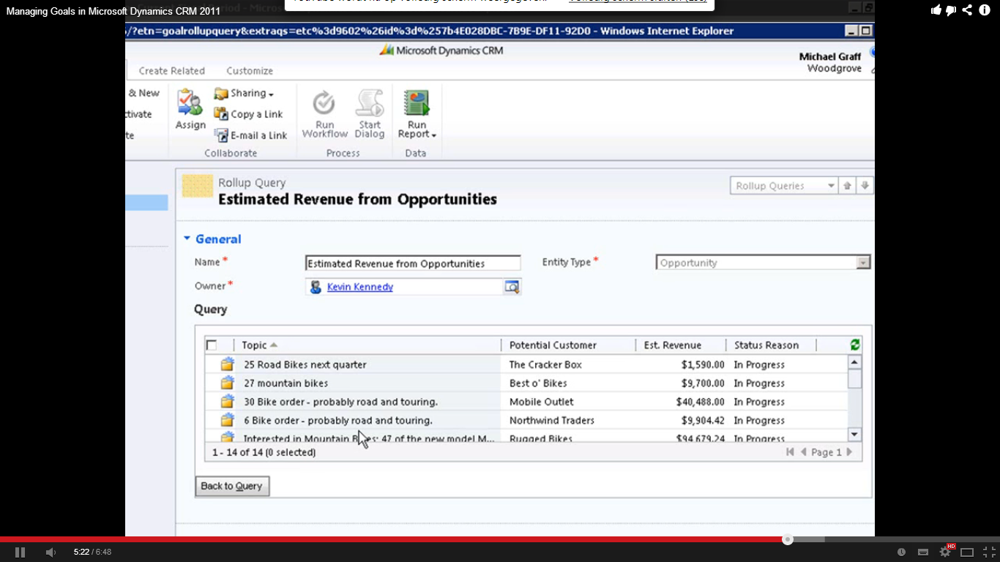 Managing Goals in Microsoft Dynamics CRM 2011
/?etn=goalrollupquery&extraqs=etc%3d9602%26id%3d%257b4E028DBC-7B9E-DF11-92D0 - Windows Internet Explorer
Microsoft Dynamics CRM
Michael Graff
Woodgrove
Create Related Customize
& New
Assign
Sharing
Copy a Link
E-mail a Link
Collaborate
Run Workflow
Start Dialog
Process
Run Report
Data
Rollup Query
Estimated Revenue from Opportunities
Rollup Queries
General
Name * Estimated Revenue from Opportunities Entity Type * Opportunity
Owner * Kevin Kennedy
Query
Topic Potential Customer Est. Revenue Status Reason
25 Road Bikes next quarter The Cracker Box $1,590.00 In Progress
27 mountain bikes Best o' Bikes $9,700.00 In Progress
30 Bike order - probably road and touring. Mobile Outlet $40,488.00 In Progress
6 Bike order - probably road and touring. Northwind Traders $9,904.42 In Progress
Interested in Mountain Bikes: 47 of the new model M... Rugged Bikes $94,679.24 In Progress
1 - 14 of 14 (0 selected) Page 1
Back to Query
5:22 / 6:48
HD